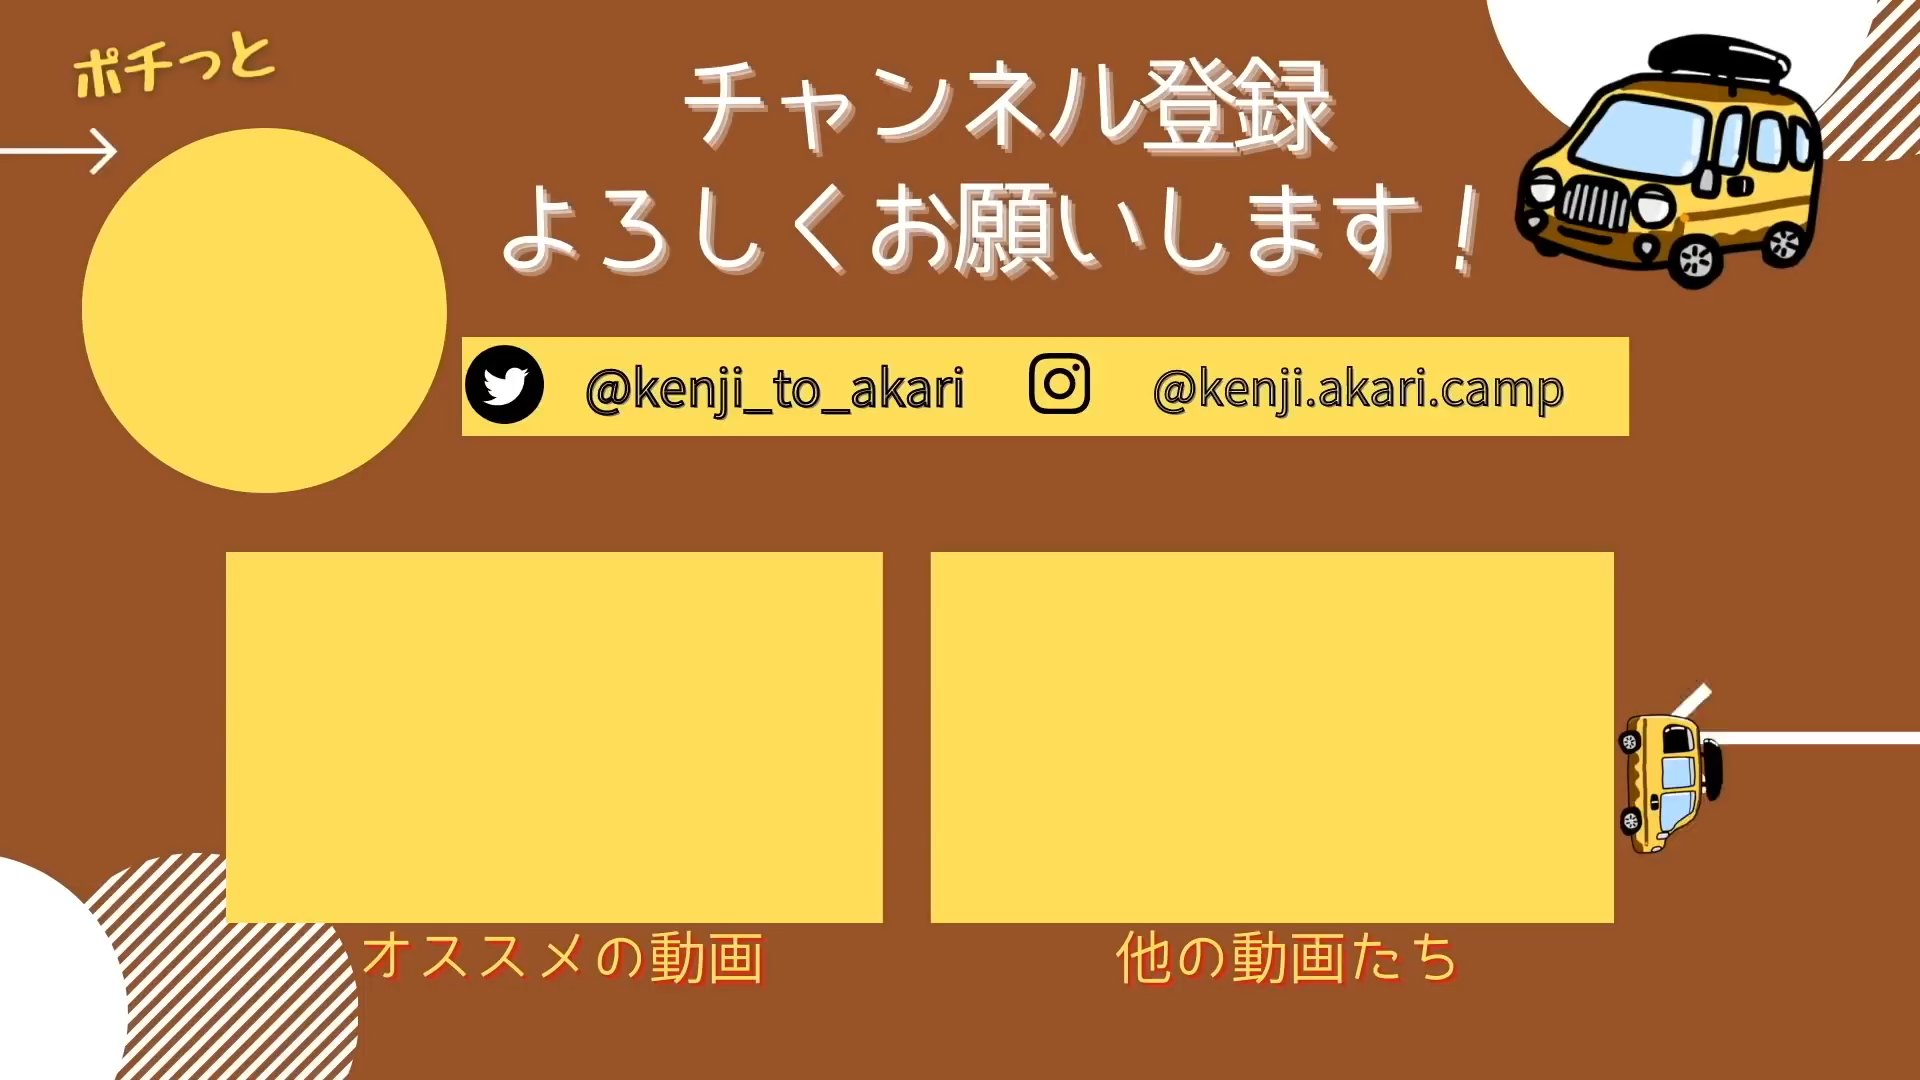 ポチっと
チャンネル登録
よろしくお願いします！
@kenji_to_akari
@kenji.akari.camp
オススメの動画
他の動画たち